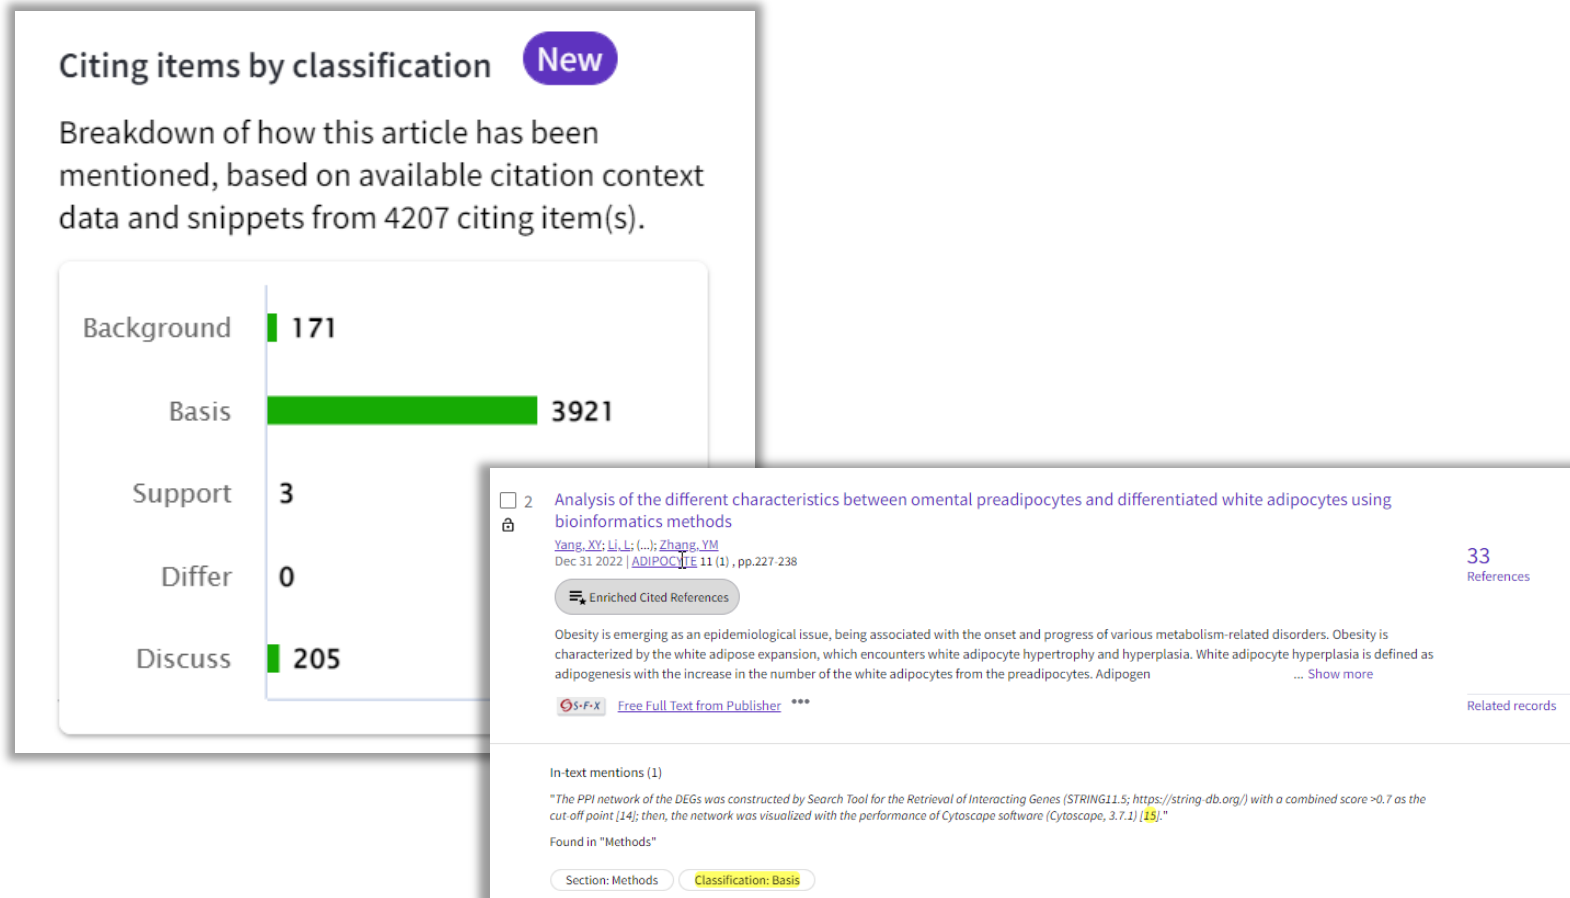 Citing items by classification New
Breakdown of how this article has been
mentioned, based on available citation context
data and snippets from 4207 citing item(s).
Background 171
Basis 3921
Support 3
Differ 0
Discuss 205
2 Analysis of the different characteristics between omental preadipocytes and differentiated white adipocytes using
bioinformatics methods
Yang, XY; Li, L; (...); Zhang, YM
Dec 31 2022 | ADIPOCYTE 11 (1) , pp.227-238
Enriched Cited References
Obesity is emerging as an epidemiological issue, being associated with the onset and progress of various metabolism-related disorders. Obesity is
characterized by the white adipose expansion, which encounters white adipocyte hypertrophy and hyperplasia. White adipocyte hyperplasia is defined as
adipogenesis with the increase in the number of the white adipocytes from the preadipocytes. Adipogen ... Show more
S·F·X Free Full Text from Publisher •••
33
References
Related records
In-text mentions (1)
"The PPI network of the DEGs was constructed by Search Tool for the Retrieval of Interacting Genes (STRING11.5; https://string-db.org/) with a combined score >0.7 as the
cut-off point [14]; then, the network was visualized with the performance of Cytoscape software (Cytoscape, 3.7.1) [15]."
Found in "Methods"
Section: Methods Classification: Basis